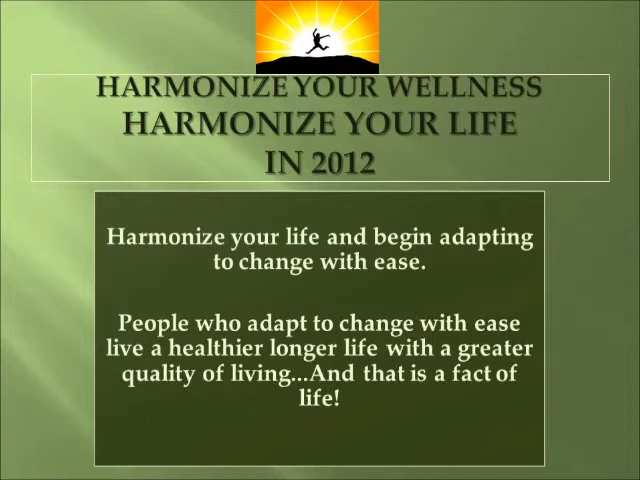 HARMONIZE YOUR WELLNESS
HARMONIZE YOUR LIFE
IN 2012
Harmonize your life and begin adapting
to change with ease.
People who adapt to change with ease
live a healthier longer life with a greater
quality of living...And that is a fact of
life!